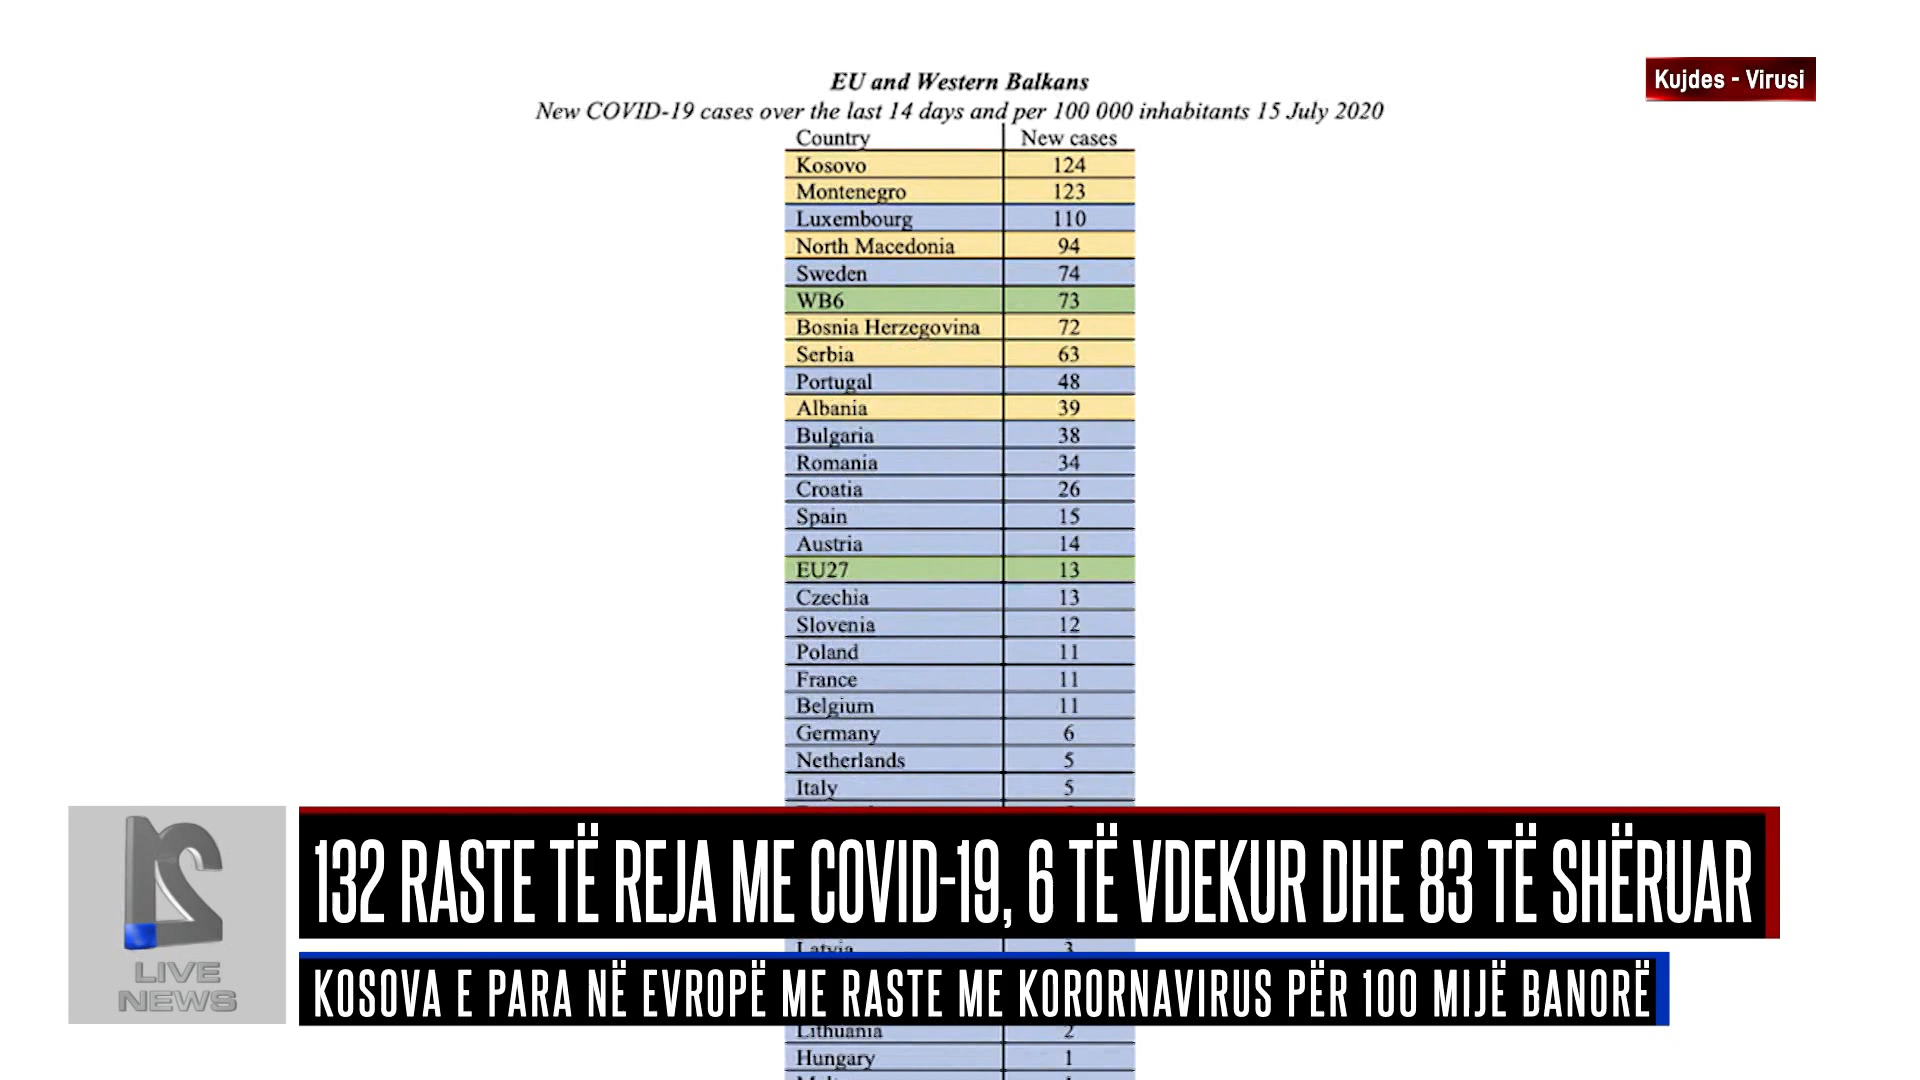 Kujdes - Virusi
EU and Western Balkans
New COVID-19 cases over the last 14 days and per 100 000 inhabitants 15 July 2020
Country New cases
Kosovo 124
Montenegro 123
Luxembourg 110
North Macedonia 94
Sweden 74
WB6 73
Bosnia Herzegovina 72
Serbia 63
Portugal 48
Albania 39
Bulgaria 38
Romania 34
Croatia 26
Spain 15
Austria 14
EU27 13
Czechia 13
Slovenia 12
Poland 11
France 11
Belgium 11
Germany 6
Netherlands 5
Italy 5
132 RASTE TË REJA ME COVID-19, 6 TË VDEKUR DHE 83 TË SHËRUAR
Latvia 3
LIVE
NEWS
KOSOVA E PARA NË EVROPË ME RASTE ME KORORNAVIRUS PËR 100 MIJË BANORË
Lithuania 2
Hungary 1